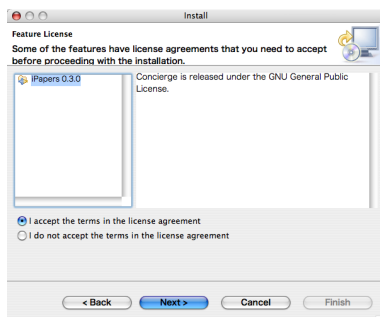 Install
Feature License
Some of the features have license agreements that you need to accept
before proceeding with the installation.
iPapers 0.3.0
Concierge is released under the GNU General Public
License.
I accept the terms in the license agreement
I do not accept the terms in the license agreement
< Back
Next >
Cancel
Finish